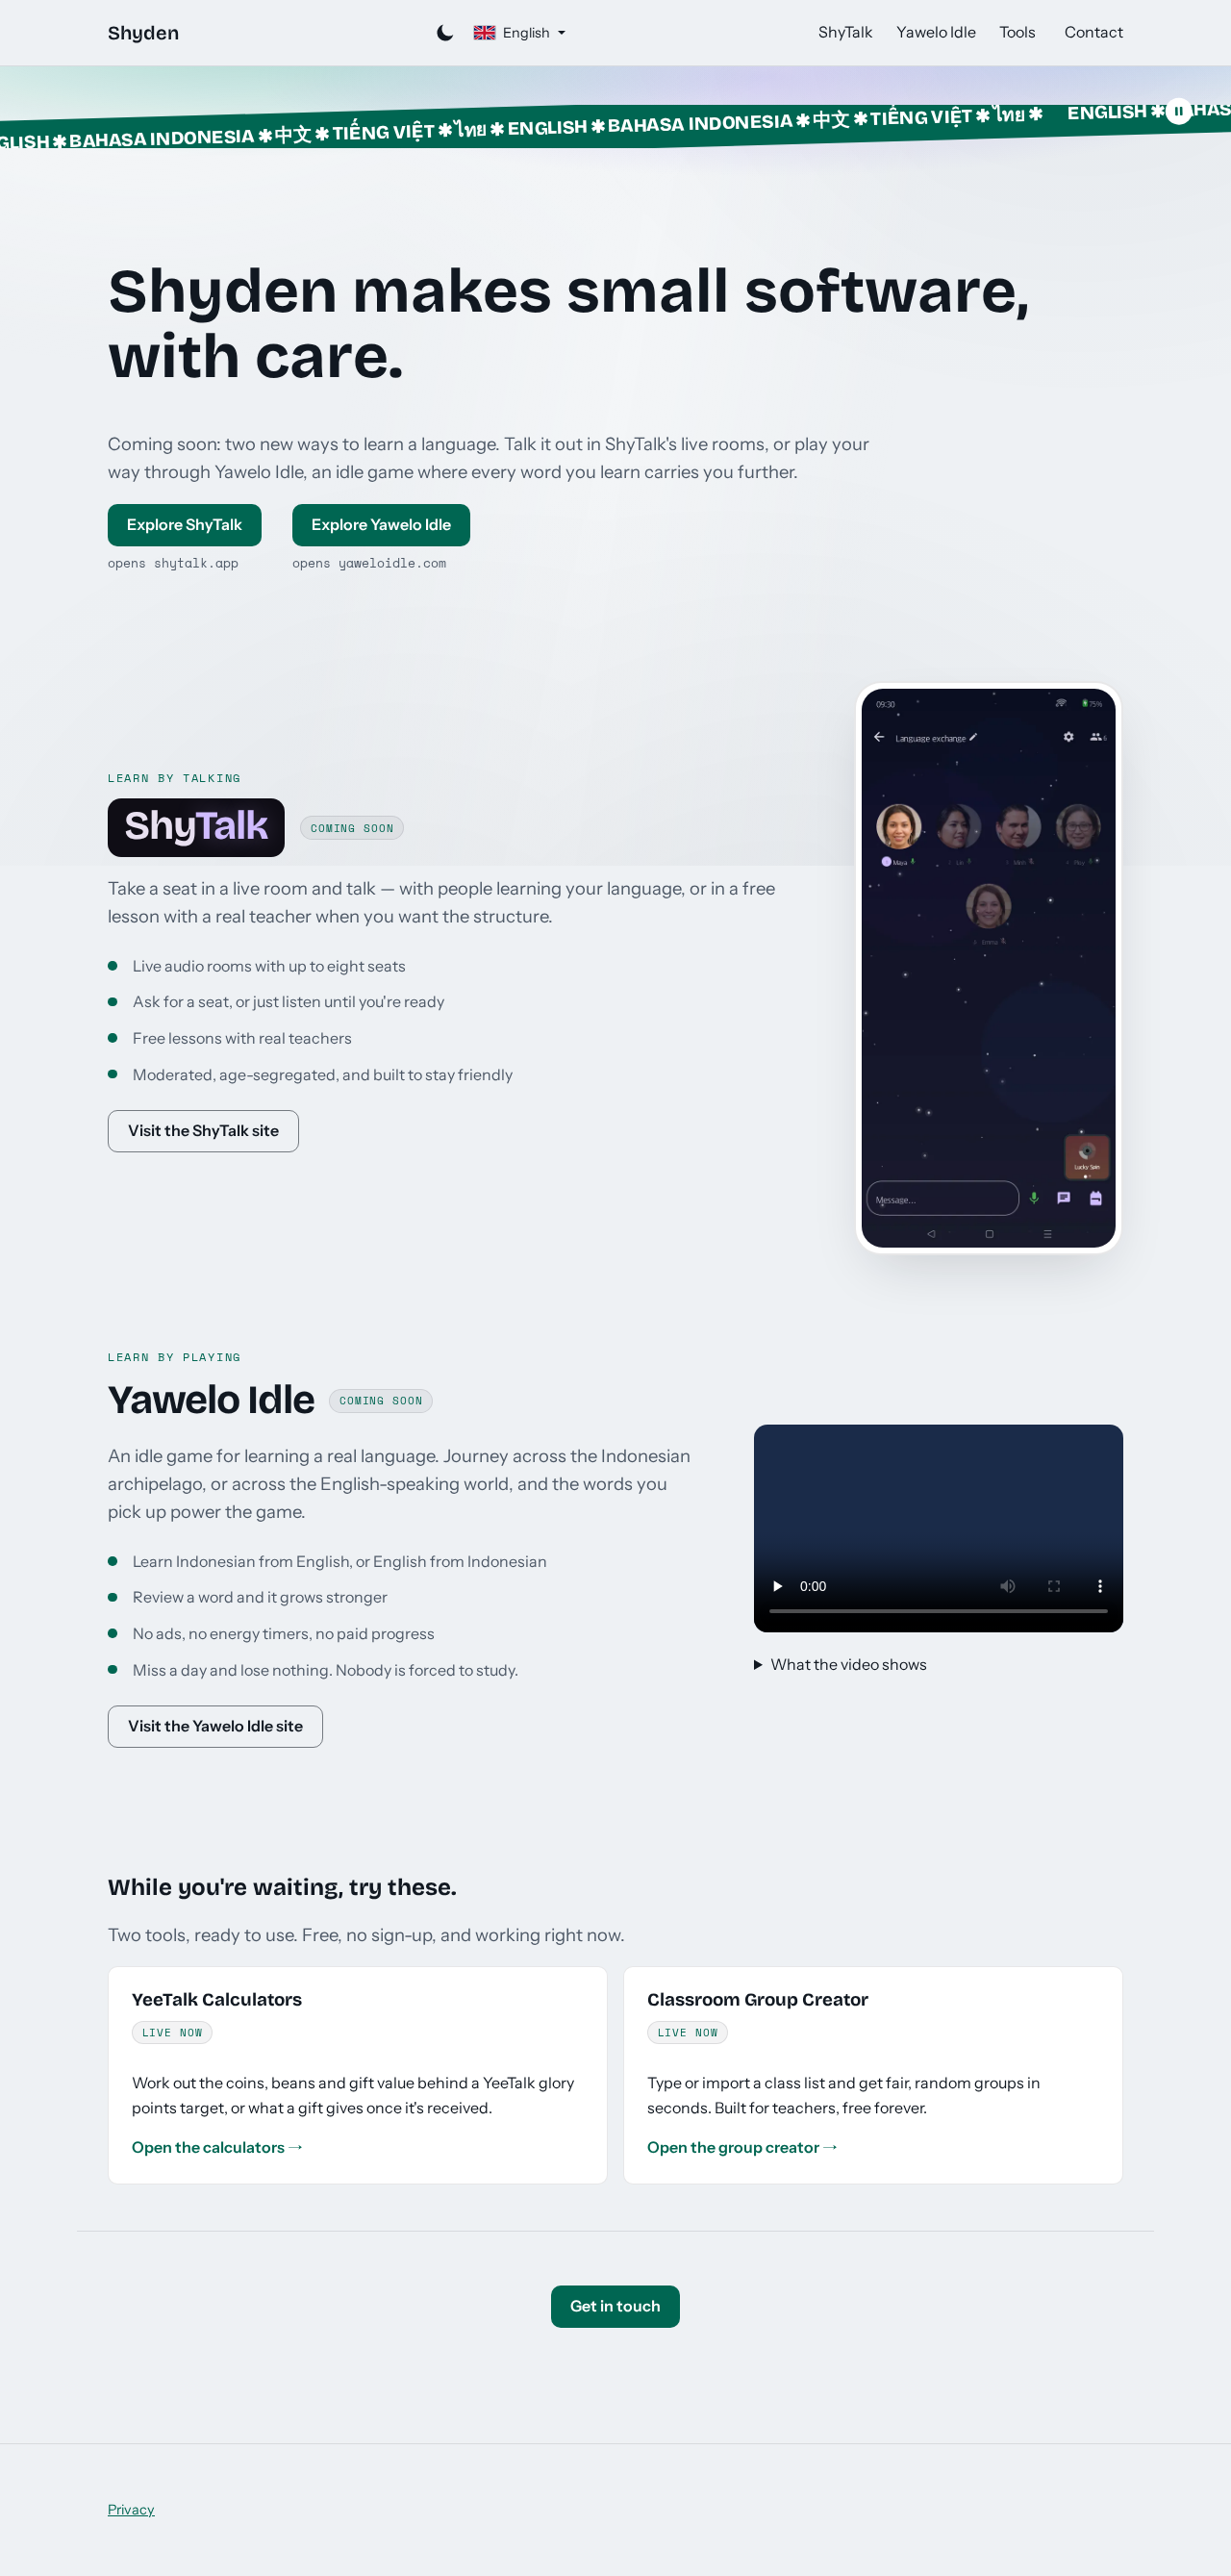 Shyden
English
ShyTalk
Yawelo Idle
Tools
Contact
GLISH ✱ BAHASA INDONESIA ✱ 中文 ✱ TIẾNG VIỆT ✱ ไทย ✱ ENGLISH ✱ BAHASA INDONESIA ✱ 中文 ✱ TIẾNG VIỆT ✱ ไทย ✱ ENGLISH ✱
Shyden makes small software,
with care.
Coming soon: two new ways to learn a language. Talk it out in ShyTalk's live rooms, or play your
way through Yawelo Idle, an idle game where every word you learn carries you further.
Explore ShyTalk
Explore Yawelo Idle
opens shytalk.app
opens yaweloidle.com
LEARN BY TALKING
ShyTalk
COMING SOON
Take a seat in a live room and talk — with people learning your language, or in a free
lesson with a real teacher when you want the structure.
Live audio rooms with up to eight seats
Ask for a seat, or just listen until you're ready
Free lessons with real teachers
Moderated, age-segregated, and built to stay friendly
Visit the ShyTalk site
09:30
75%
Language exchange
6
Maya
Emma
Lucky Spin
Message...
LEARN BY PLAYING
Yawelo Idle
COMING SOON
An idle game for learning a real language. Journey across the Indonesian
archipelago, or across the English-speaking world, and the words you
pick up power the game.
Learn Indonesian from English, or English from Indonesian
Review a word and it grows stronger
No ads, no energy timers, no paid progress
Miss a day and lose nothing. Nobody is forced to study.
Visit the Yawelo Idle site
0:00
What the video shows
While you're waiting, try these.
Two tools, ready to use. Free, no sign-up, and working right now.
YeeTalk Calculators
LIVE NOW
Work out the coins, beans and gift value behind a YeeTalk glory
points target, or what a gift gives once it's received.
Open the calculators →
Classroom Group Creator
LIVE NOW
Type or import a class list and get fair, random groups in
seconds. Built for teachers, free forever.
Open the group creator →
Get in touch
Privacy